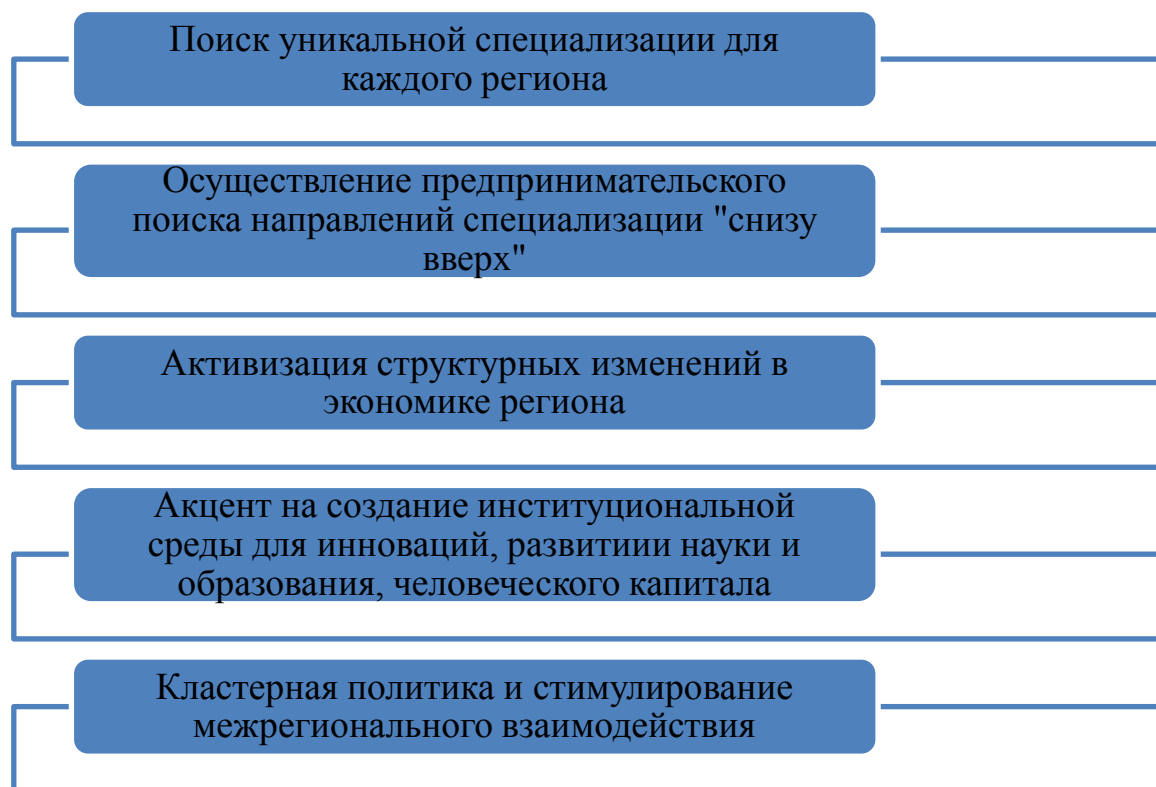 Поиск уникальной специализации для
каждого региона
Осуществление предпринимательского
поиска направлений специализации "снизу
вверх"
Активизация структурных изменений в
экономике региона
Акцент на создание институциональной
среды для инноваций, развитиии науки и
образования, человеческого капитала
Кластерная политика и стимулирование
межрегионального взаимодействия